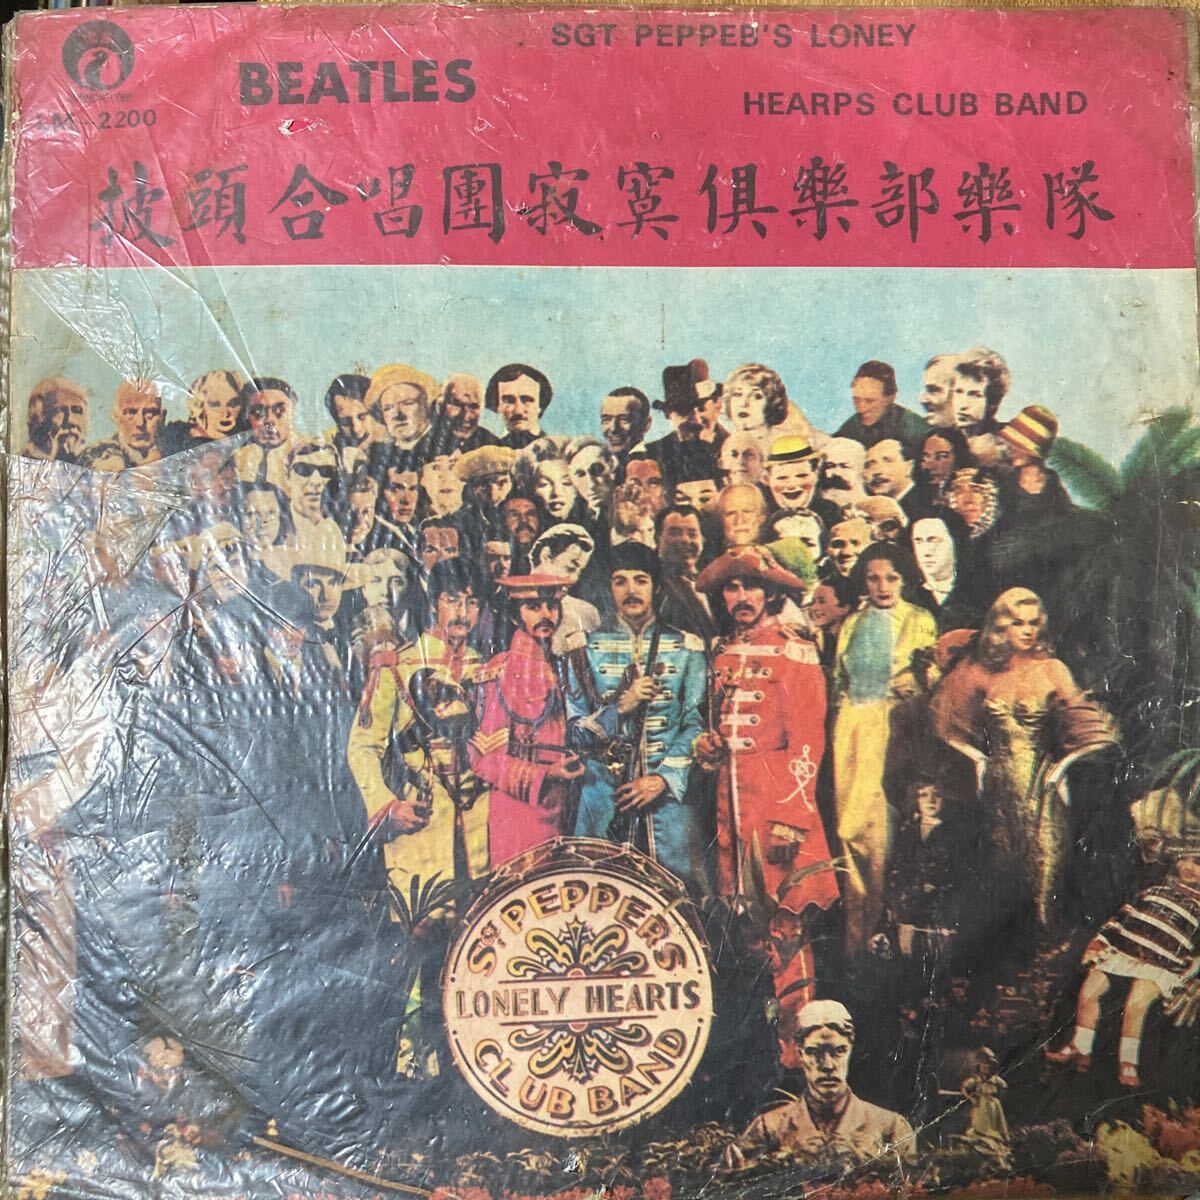 SGT PEPPEB'S LONEY
BEATLES
HEARPS CLUB BAND
LM-2200
披頭合唱團寂寞俱樂部樂隊
SGT. PEPPERS
LONELY HEARTS
CLUB BAND